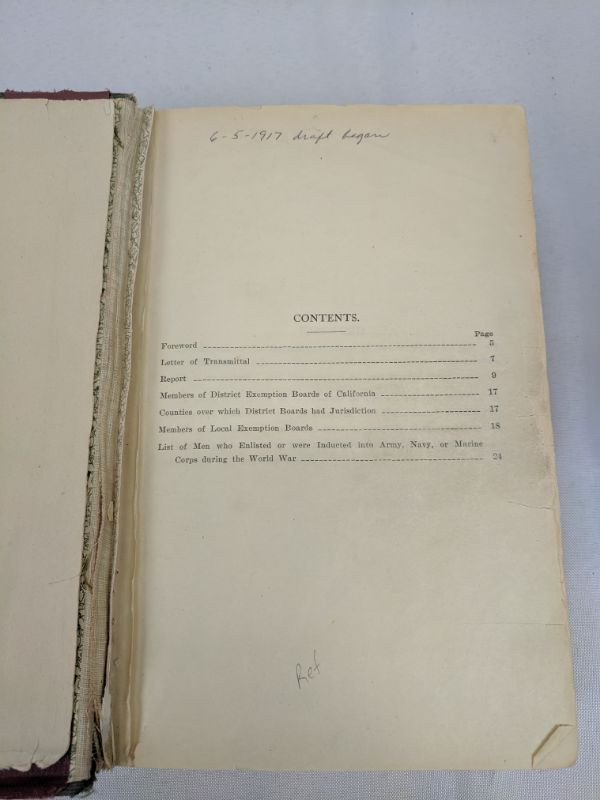 6-5-1917 draft began
CONTENTS.
Page
Foreword 5
Letter of Transmittal 7
Report 9
Members of District Exemption Boards of California 17
Counties over which District Boards had Jurisdiction 17
Members of Local Exemption Boards 18
List of Men who Enlisted or were Inducted into Army, Navy, or Marine
Corps during the World War 24
Ref